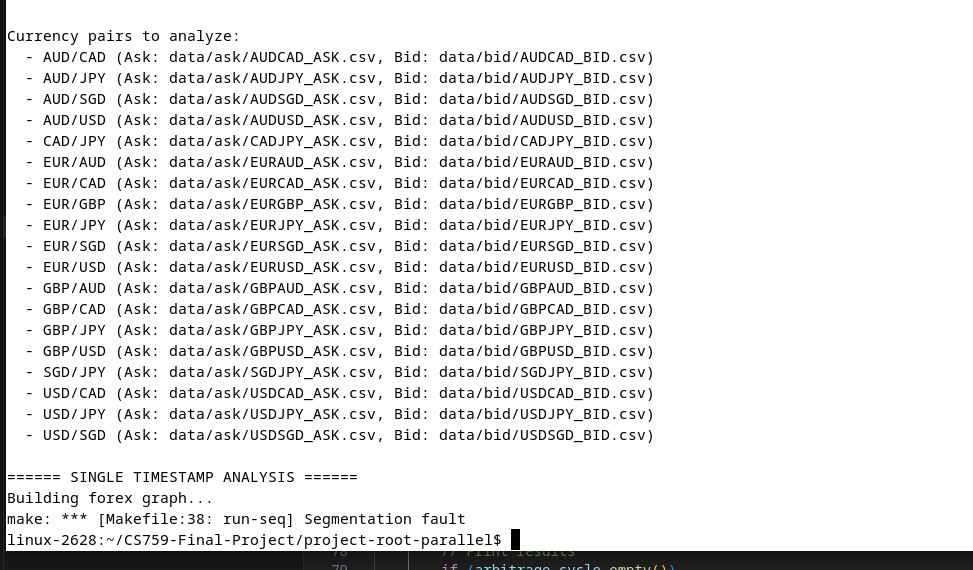 Currency pairs to analyze:
- AUD/CAD (Ask: data/ask/AUDCAD_ASK.csv, Bid: data/bid/AUDCAD_BID.csv)
- AUD/JPY (Ask: data/ask/AUDJPY_ASK.csv, Bid: data/bid/AUDJPY_BID.csv)
- AUD/SGD (Ask: data/ask/AUDSGD_ASK.csv, Bid: data/bid/AUDSGD_BID.csv)
- AUD/USD (Ask: data/ask/AUDUSD_ASK.csv, Bid: data/bid/AUDUSD_BID.csv)
- CAD/JPY (Ask: data/ask/CADJPY_ASK.csv, Bid: data/bid/CADJPY_BID.csv)
- EUR/AUD (Ask: data/ask/EURAUD_ASK.csv, Bid: data/bid/EURAUD_BID.csv)
- EUR/CAD (Ask: data/ask/EURCAD_ASK.csv, Bid: data/bid/EURCAD_BID.csv)
- EUR/GBP (Ask: data/ask/EURGBP_ASK.csv, Bid: data/bid/EURGBP_BID.csv)
- EUR/JPY (Ask: data/ask/EURJPY_ASK.csv, Bid: data/bid/EURJPY_BID.csv)
- EUR/SGD (Ask: data/ask/EURSGD_ASK.csv, Bid: data/bid/EURSGD_BID.csv)
- EUR/USD (Ask: data/ask/EURUSD_ASK.csv, Bid: data/bid/EURUSD_BID.csv)
- GBP/AUD (Ask: data/ask/GBPAUD_ASK.csv, Bid: data/bid/GBPAUD_BID.csv)
- GBP/CAD (Ask: data/ask/GBPCAD_ASK.csv, Bid: data/bid/GBPCAD_BID.csv)
- GBP/JPY (Ask: data/ask/GBPJPY_ASK.csv, Bid: data/bid/GBPJPY_BID.csv)
- GBP/USD (Ask: data/ask/GBPUSD_ASK.csv, Bid: data/bid/GBPUSD_BID.csv)
- SGD/JPY (Ask: data/ask/SGDJPY_ASK.csv, Bid: data/bid/SGDJPY_BID.csv)
- USD/CAD (Ask: data/ask/USDCAD_ASK.csv, Bid: data/bid/USDCAD_BID.csv)
- USD/JPY (Ask: data/ask/USDJPY_ASK.csv, Bid: data/bid/USDJPY_BID.csv)
- USD/SGD (Ask: data/ask/USDSGD_ASK.csv, Bid: data/bid/USDSGD_BID.csv)
====== SINGLE TIMESTAMP ANALYSIS ======
Building forex graph...
make: *** [Makefile:38: run-seq] Segmentation fault
linux-2628:~/CS759-Final-Project/project-root-parallel$
78 // Print results
79 if (arbitrage_cycle.empty())